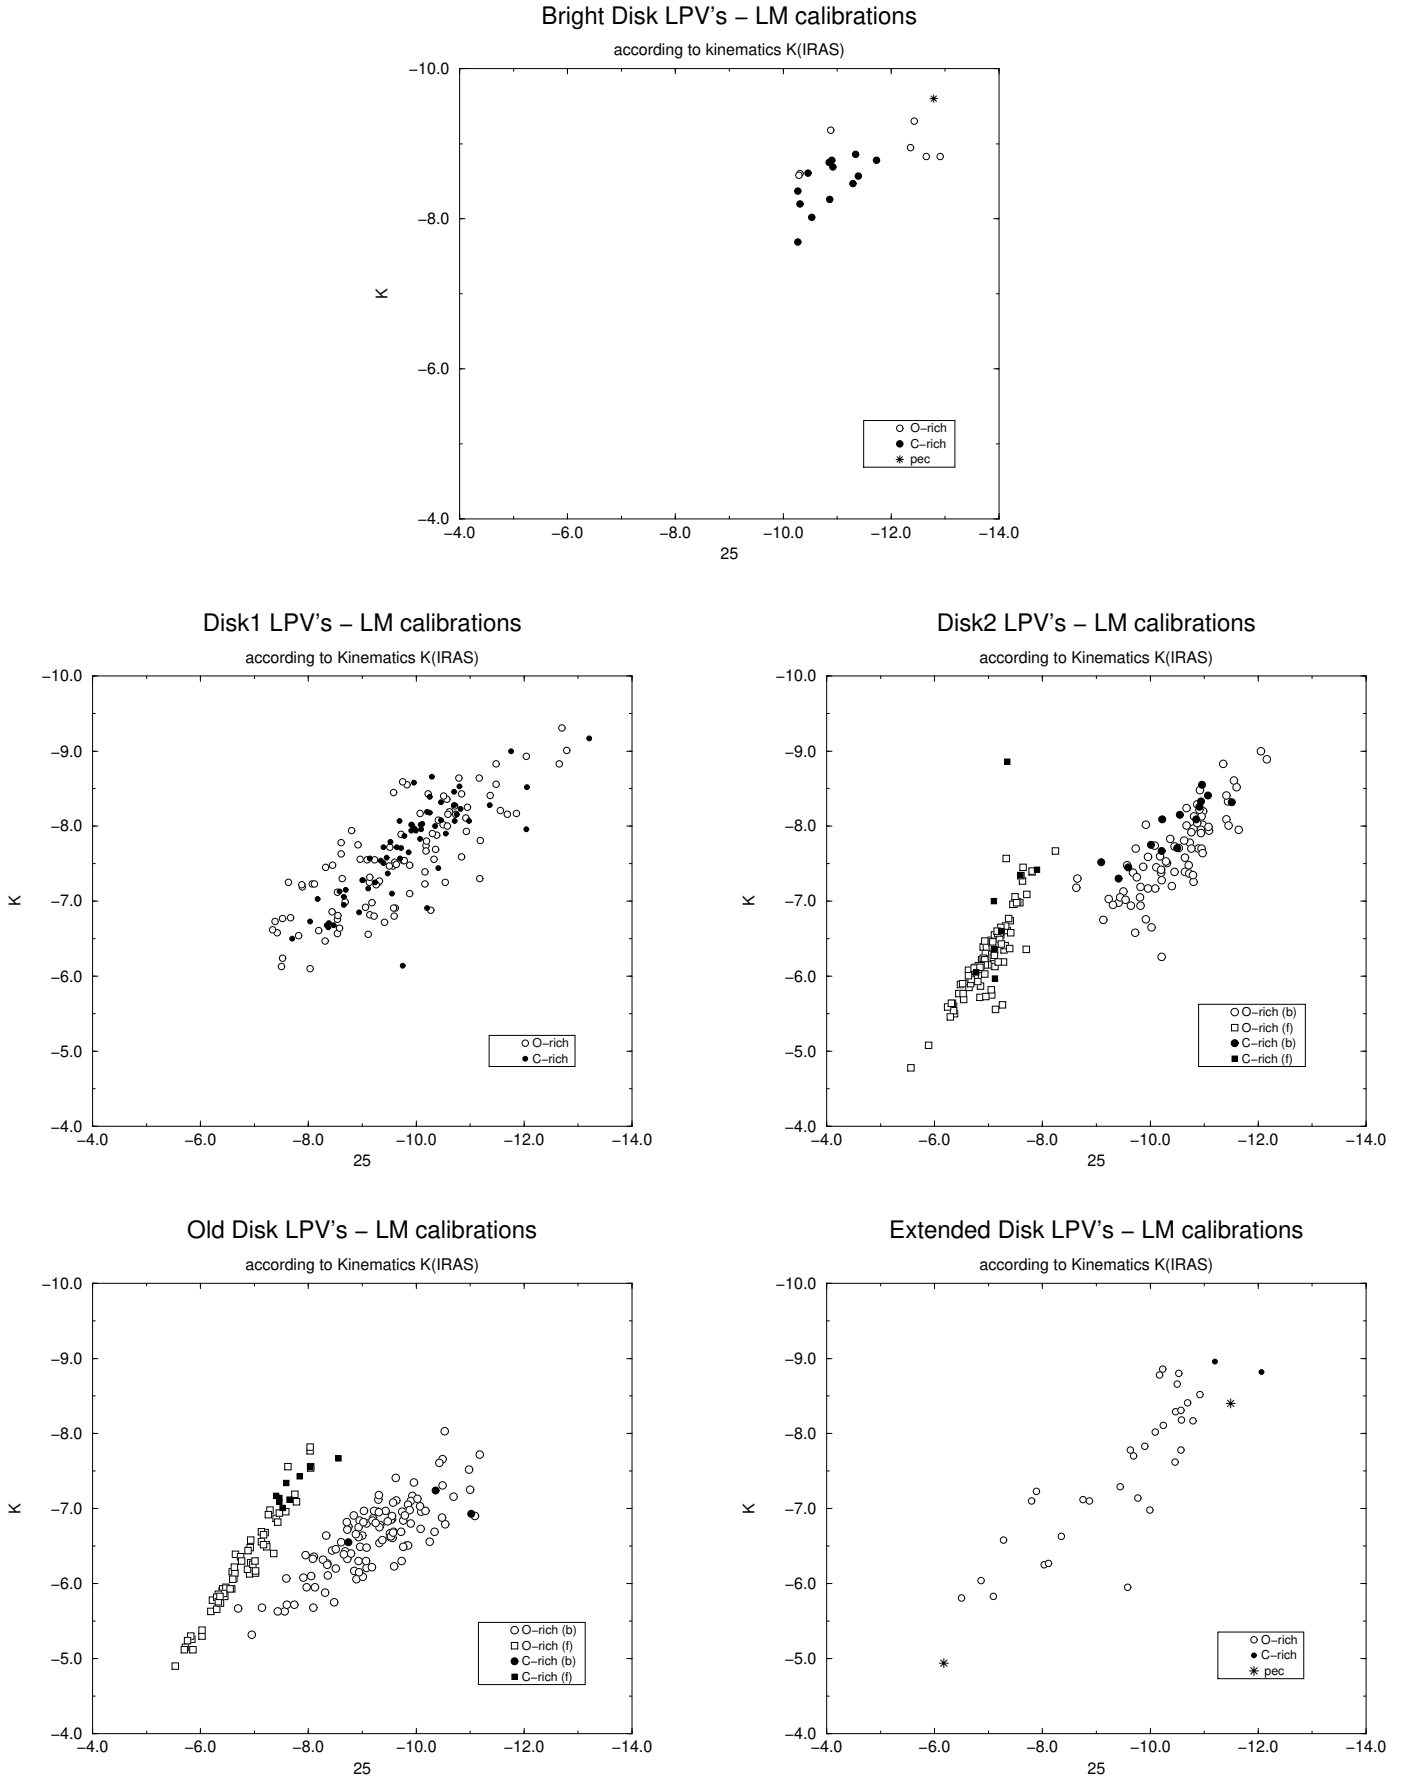 Bright Disk LPV's – LM calibrations
according to kinematics K(IRAS)
−10.0
−8.0
K
−6.0
O−rich
C−rich
pec
−4.0
−4.0 −6.0 −8.0 −10.0 −12.0 −14.0
25
Disk1 LPV's – LM calibrations
according to Kinematics K(IRAS)
−10.0
−9.0
−8.0
K
−7.0
−6.0
−5.0
O−rich
C−rich
−4.0
−4.0 −6.0 −8.0 −10.0 −12.0 −14.0
25
Disk2 LPV's – LM calibrations
according to Kinematics K(IRAS)
−10.0
−9.0
−8.0
K
−7.0
−6.0
−5.0
O−rich (b)
O−rich (f)
C−rich (b)
C−rich (f)
−4.0
−4.0 −6.0 −8.0 −10.0 −12.0 −14.0
25
Old Disk LPV's – LM calibrations
according to Kinematics K(IRAS)
−10.0
−9.0
−8.0
K
−7.0
−6.0
−5.0
O−rich (b)
O−rich (f)
C−rich (b)
C−rich (f)
−4.0
−4.0 −6.0 −8.0 −10.0 −12.0 −14.0
25
Extended Disk LPV's – LM calibrations
according to Kinematics K(IRAS)
−10.0
−9.0
−8.0
K
−7.0
−6.0
−5.0
O−rich
C−rich
pec
−4.0
−4.0 −6.0 −8.0 −10.0 −12.0 −14.0
25